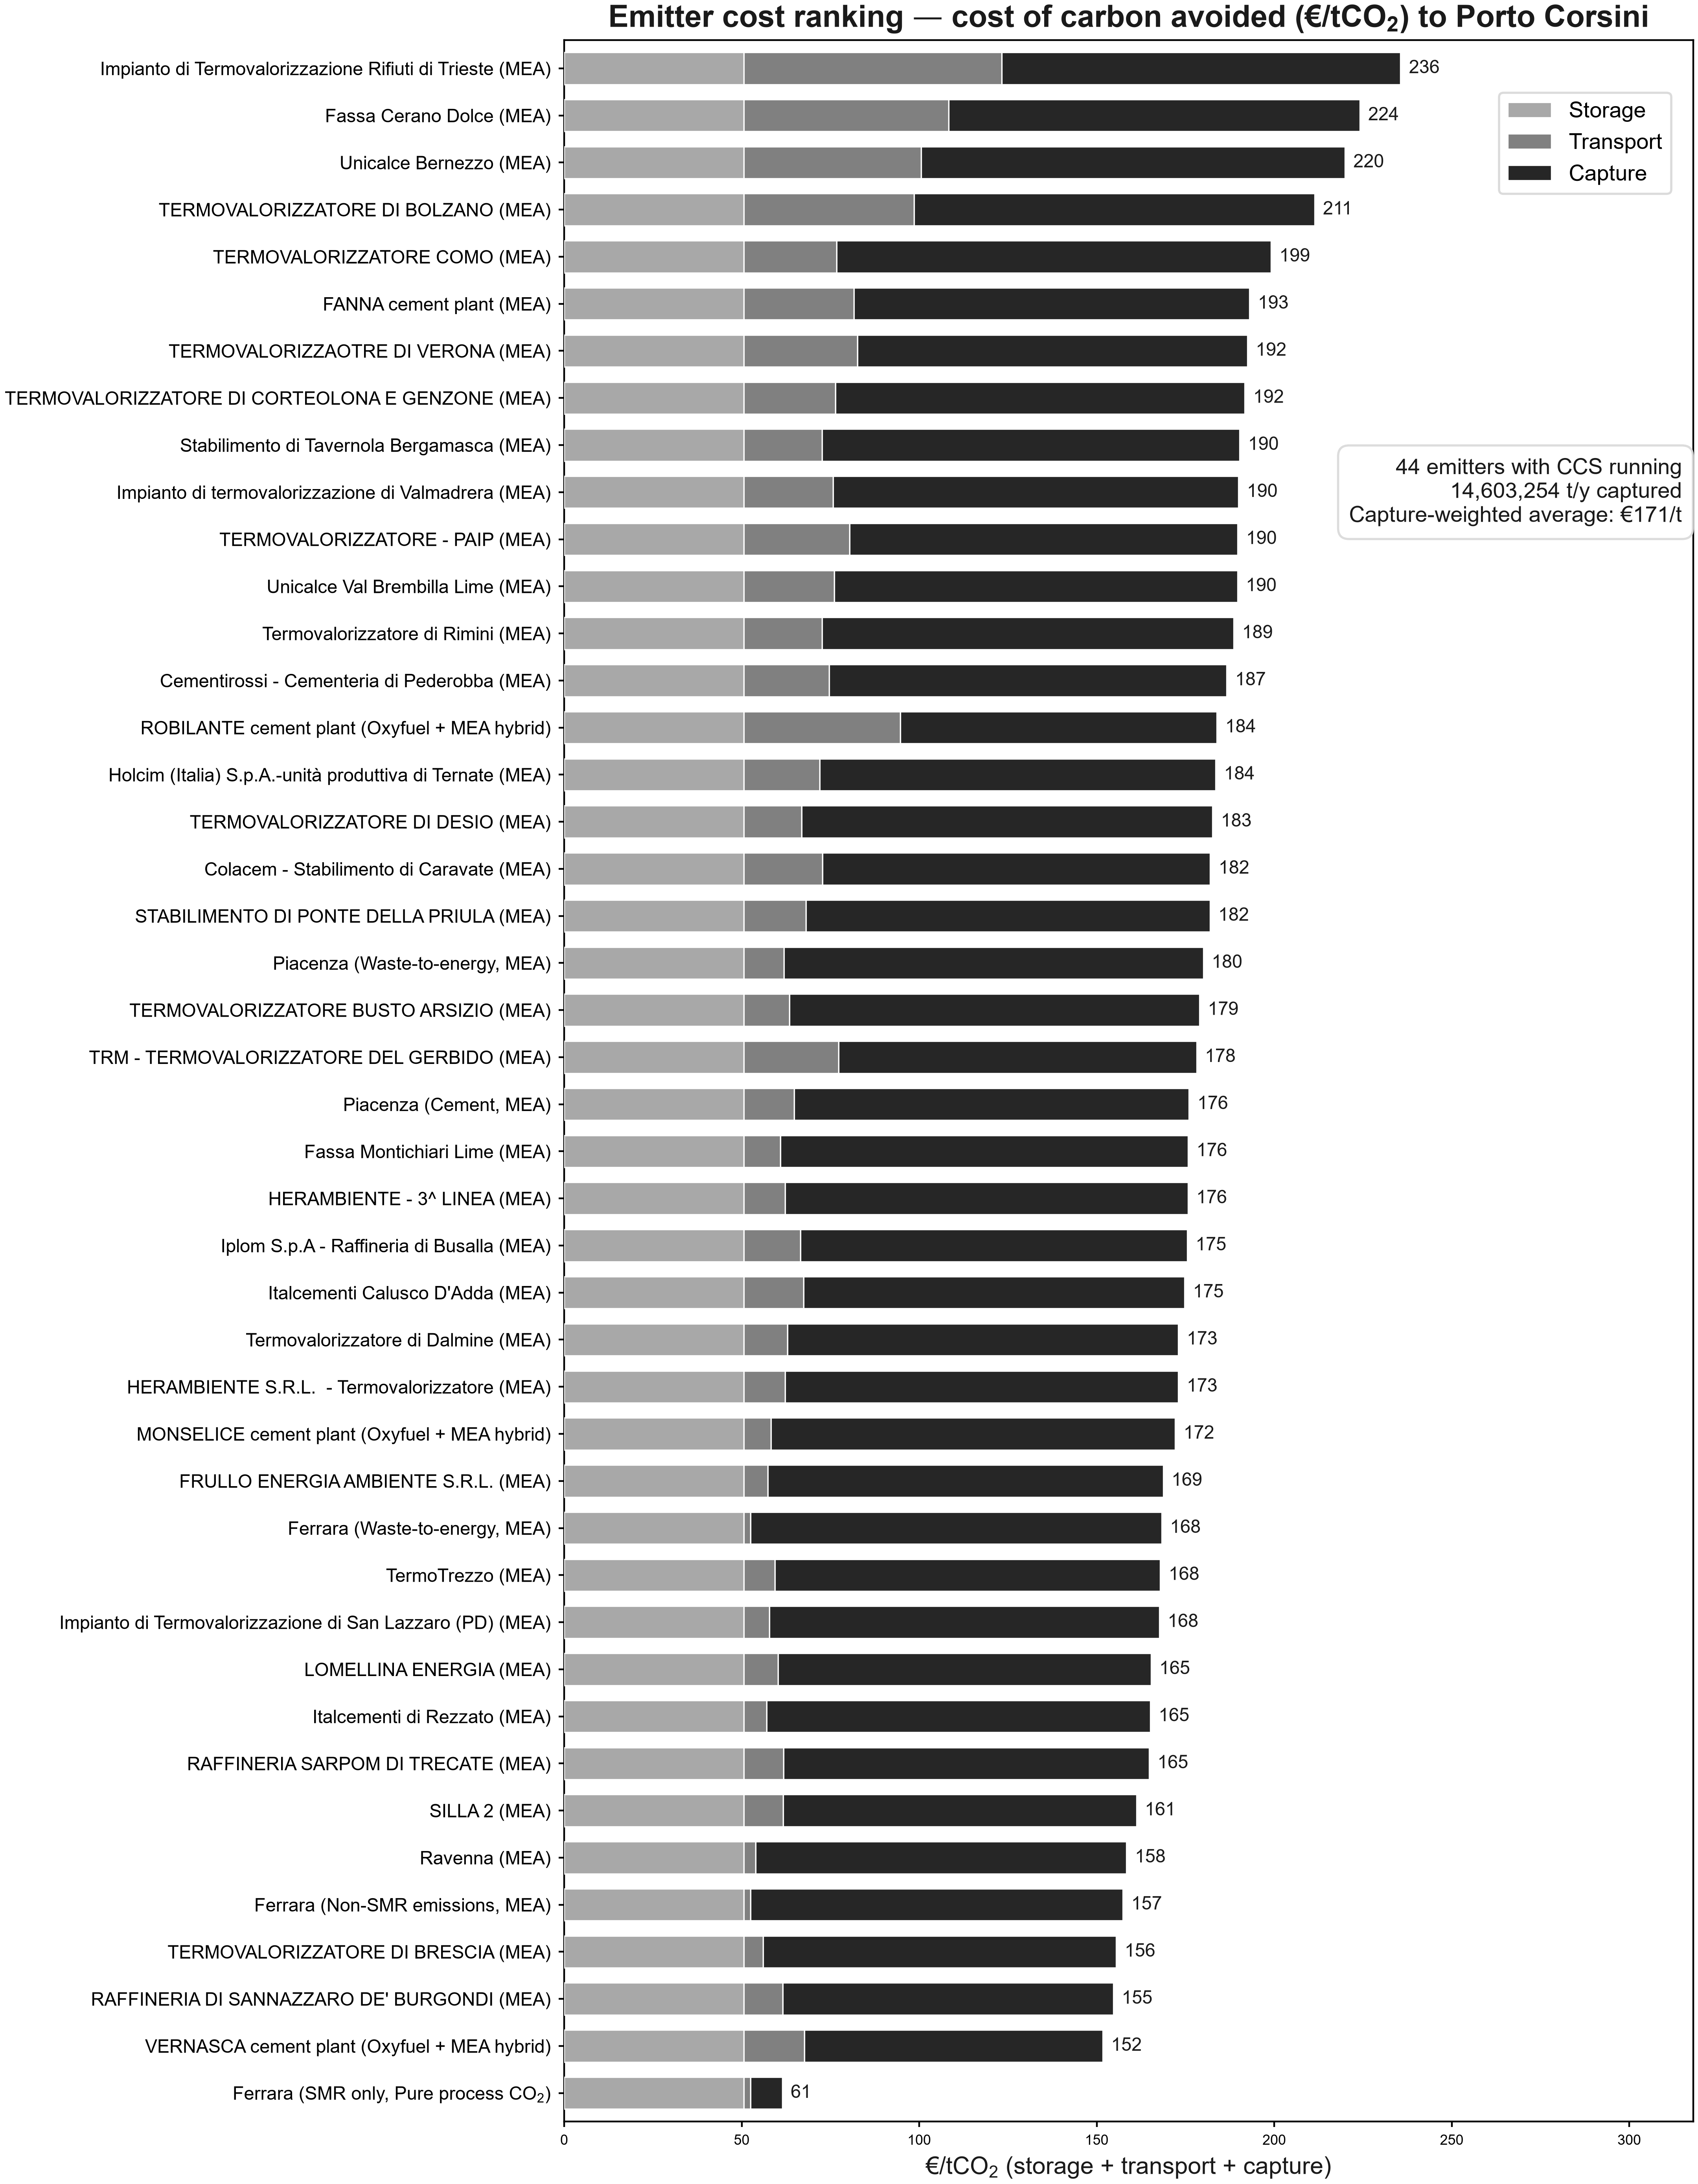 Emitter cost ranking — cost of carbon avoided (€/tCO₂) to Porto Corsini
Impianto di Termovalorizzazione Rifiuti di Trieste (MEA) 236
Fassa Cerano Dolce (MEA) 224
Unicalce Bernezzo (MEA) 220
TERMOVALORIZZATORE DI BOLZANO (MEA) 211
TERMOVALORIZZATORE COMO (MEA) 199
FANNA cement plant (MEA) 193
TERMOVALORIZZAOTRE DI VERONA (MEA) 192
TERMOVALORIZZATORE DI CORTEOLONA E GENZONE (MEA) 192
Stabilimento di Tavernola Bergamasca (MEA) 190
Impianto di termovalorizzazione di Valmadrera (MEA) 190
TERMOVALORIZZATORE - PAIP (MEA) 190
Unicalce Val Brembilla Lime (MEA) 190
Termovalorizzatore di Rimini (MEA) 189
Cementirossi - Cementeria di Pederobba (MEA) 187
ROBILANTE cement plant (Oxyfuel + MEA hybrid) 184
Holcim (Italia) S.p.A.-unità produttiva di Ternate (MEA) 184
TERMOVALORIZZATORE DI DESIO (MEA) 183
Colacem - Stabilimento di Caravate (MEA) 182
STABILIMENTO DI PONTE DELLA PRIULA (MEA) 182
Piacenza (Waste-to-energy, MEA) 180
TERMOVALORIZZATORE BUSTO ARSIZIO (MEA) 179
TRM - TERMOVALORIZZATORE DEL GERBIDO (MEA) 178
Piacenza (Cement, MEA) 176
Fassa Montichiari Lime (MEA) 176
HERAMBIENTE - 3^ LINEA (MEA) 176
Iplom S.p.A - Raffineria di Busalla (MEA) 175
Italcementi Calusco D'Adda (MEA) 175
Termovalorizzatore di Dalmine (MEA) 173
HERAMBIENTE S.R.L.  - Termovalorizzatore (MEA) 173
MONSELICE cement plant (Oxyfuel + MEA hybrid) 172
FRULLO ENERGIA AMBIENTE S.R.L. (MEA) 169
Ferrara (Waste-to-energy, MEA) 168
TermoTrezzo (MEA) 168
Impianto di Termovalorizzazione di San Lazzaro (PD) (MEA) 168
LOMELLINA ENERGIA (MEA) 165
Italcementi di Rezzato (MEA) 165
RAFFINERIA SARPOM DI TRECATE (MEA) 165
SILLA 2 (MEA) 161
Ravenna (MEA) 158
Ferrara (Non-SMR emissions, MEA) 157
TERMOVALORIZZATORE DI BRESCIA (MEA) 156
RAFFINERIA DI SANNAZZARO DE' BURGONDI (MEA) 155
VERNASCA cement plant (Oxyfuel + MEA hybrid) 152
Ferrara (SMR only, Pure process CO₂) 61
Storage
Transport
Capture
44 emitters with CCS running
14,603,254 t/y captured
Capture-weighted average: €171/t
0 50 100 150 200 250 300
€/tCO₂ (storage + transport + capture)